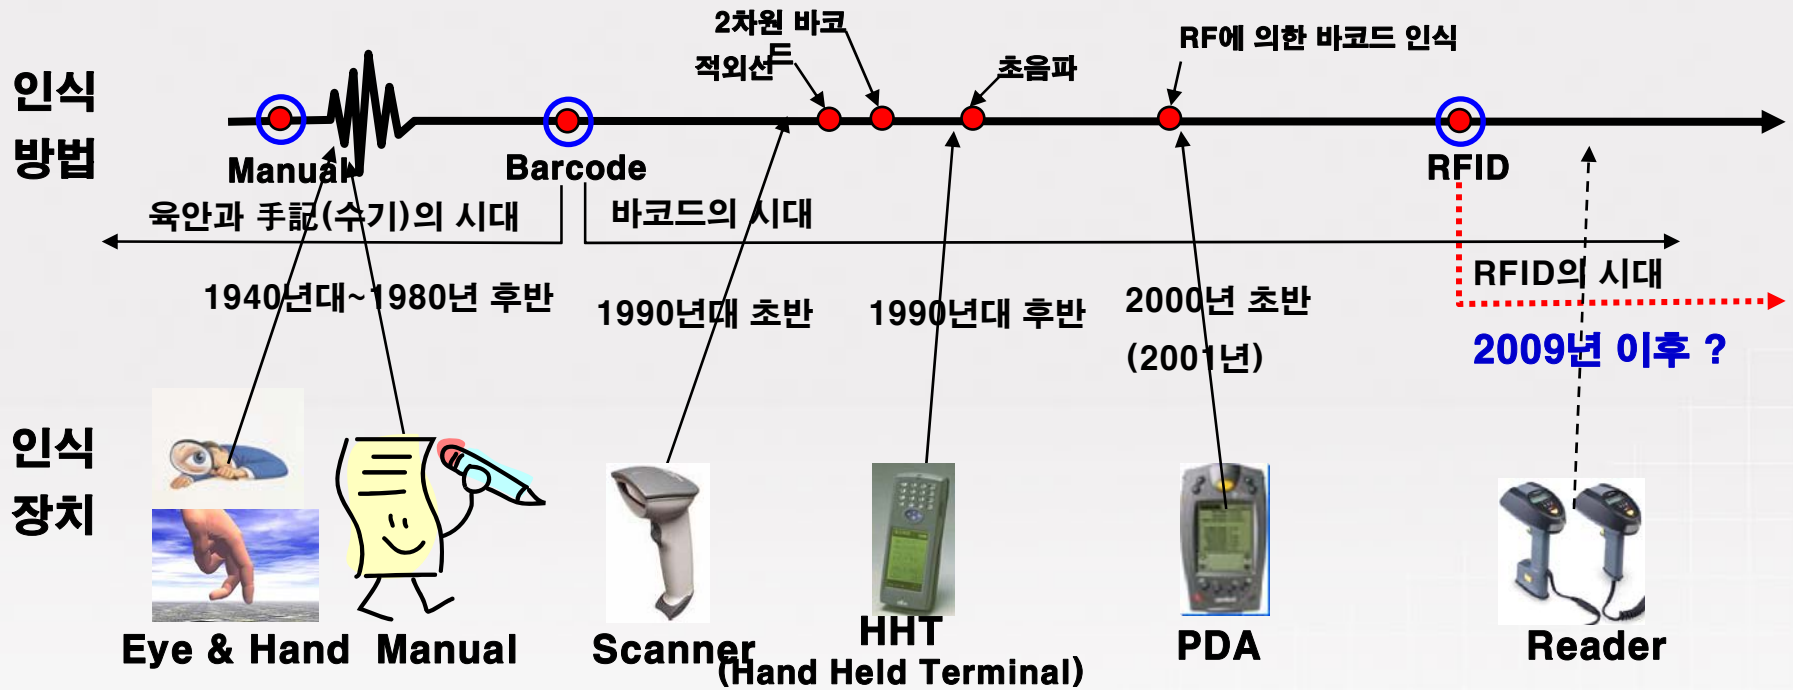 2차원 바코
드
적외선
초음파
RF에 의한 바코드 인식
인식
방법
Manual
Barcode
RFID
육안과 手記(수기)의 시대
바코드의 시대
RFID의 시대
1940년대~1980년 후반
1990년대 초반
1990년대 후반
2000년 초반
(2001년)
2009년 이후 ?
인식
장치
Eye & Hand
Manual
Scanner
HHT
(Hand Held Terminal)
PDA
Reader